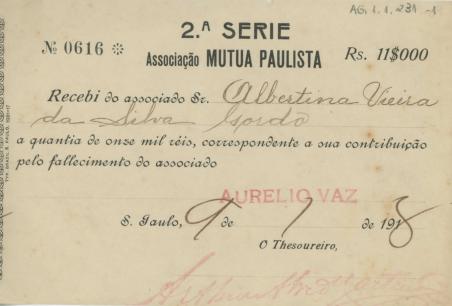 AG.1.1.231-1
2.ª SERIE
Nº 0616 * Associação MUTUA PAULISTA Rs. 11$000
Recebi do associado Sr. Albertina Vieira
da Silva Gordo
a quantia de onze mil réis, correspondente a sua contribuição
pelo fallecimento do associado
AURELIO VAZ
S. Paulo, 9 de 1 de 1918
O Thesoureiro,